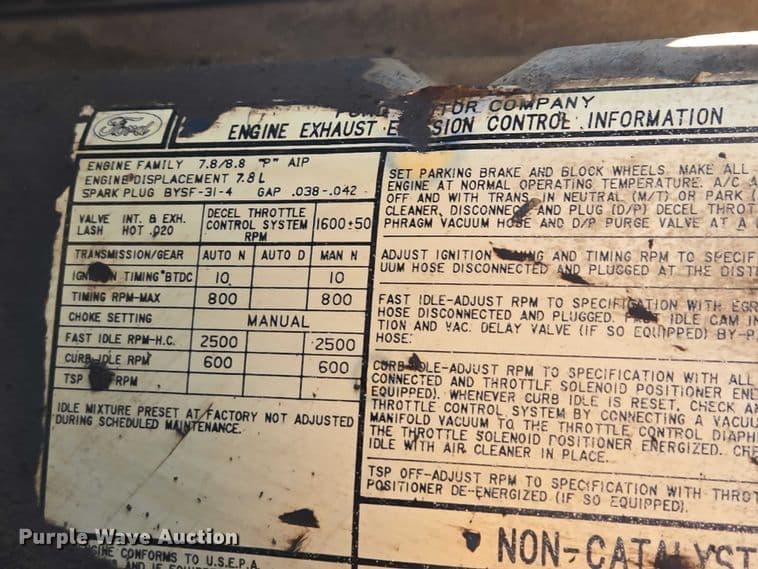 Ford
COMPANY
ENGINE EXHAUST CONTROL INFORMATION
ENGINE FAMILY 7.8/8.8 "P" AIP
ENGINE DISPLACEMENT 7.8L
SPARK PLUG BYSF-31-4 GAP .038-.042
VALVE LASH INT. & EXH. HOT .020
DECEL THROTTLE CONTROL SYSTEM RPM 1600±50
TRANSMISSION/GEAR AUTO N AUTO D MAN N
IGNITION TIMING °BTDC 10 10
TIMING RPM-MAX 800 800
CHOKE SETTING MANUAL
FAST IDLE RPM-H.C. 2500 2500
CURB IDLE RPM 600 600
TSP RPM
IDLE MIXTURE PRESET AT FACTORY NOT ADJUSTED
DURING SCHEDULED MAINTENANCE.
CONFORMS TO U.S.E.P.A.
SET PARKING BRAKE AND BLOCK WHEELS. MAKE ALL
ENGINE AT NORMAL OPERATING TEMPERATURE. A/C
OFF AND WITH TRANS. IN NEUTRAL (M/T) OR PARK
CLEANER, DISCONNECT AND PLUG (D/P) DECEL THROT
PHRAGM VACUUM HOSE AND D/P PURGE VALVE AT A
ADJUST IGNITION TIMING AND TIMING RPM TO SPECIF
UUM HOSE DISCONNECTED AND PLUGGED AT THE DIST
FAST IDLE-ADJUST RPM TO SPECIFICATION WITH EGR
HOSE DISCONNECTED AND PLUGGED. IDLE CAM IN
TION AND VAC. DELAY VALVE (IF SO EQUIPPED) BY-P
HOSE.
CURB IDLE-ADJUST RPM TO SPECIFICATION WITH ALL
CONNECTED AND THROTTLE SOLENOID POSITIONER ENE
EQUIPPED). WHENEVER CURB IDLE IS RESET, CHECK A
THROTTLE CONTROL SYSTEM BY CONNECTING A VACUU
MANIFOLD VACUUM TO THE THROTTLE CONTROL DIAPH
THE THROTTLE SOLENOID POSITIONER ENERGIZED. CHE
IDLE WITH AIR CLEANER IN PLACE.
TSP OFF-ADJUST RPM TO SPECIFICATION WITH THROT
POSITIONER DE-ENERGIZED (IF SO EQUIPPED).
NON-CATALYST
Purple Wave Auction